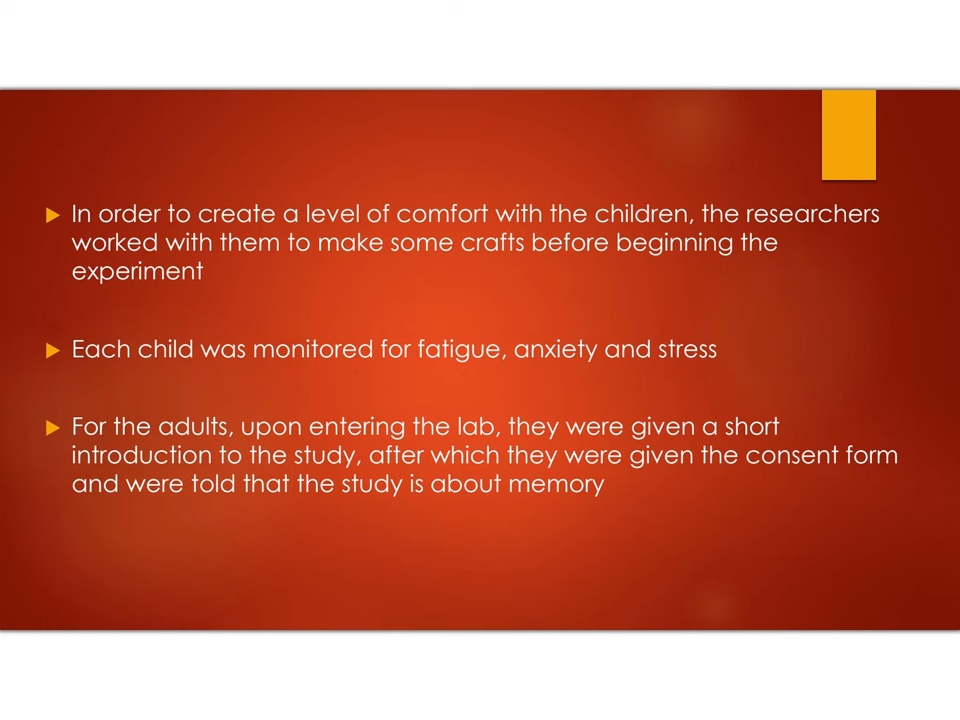 In order to create a level of comfort with the children, the researchers
worked with them to make some crafts before beginning the
experiment
Each child was monitored for fatigue, anxiety and stress
For the adults, upon entering the lab, they were given a short
introduction to the study, after which they were given the consent form
and were told that the study is about memory